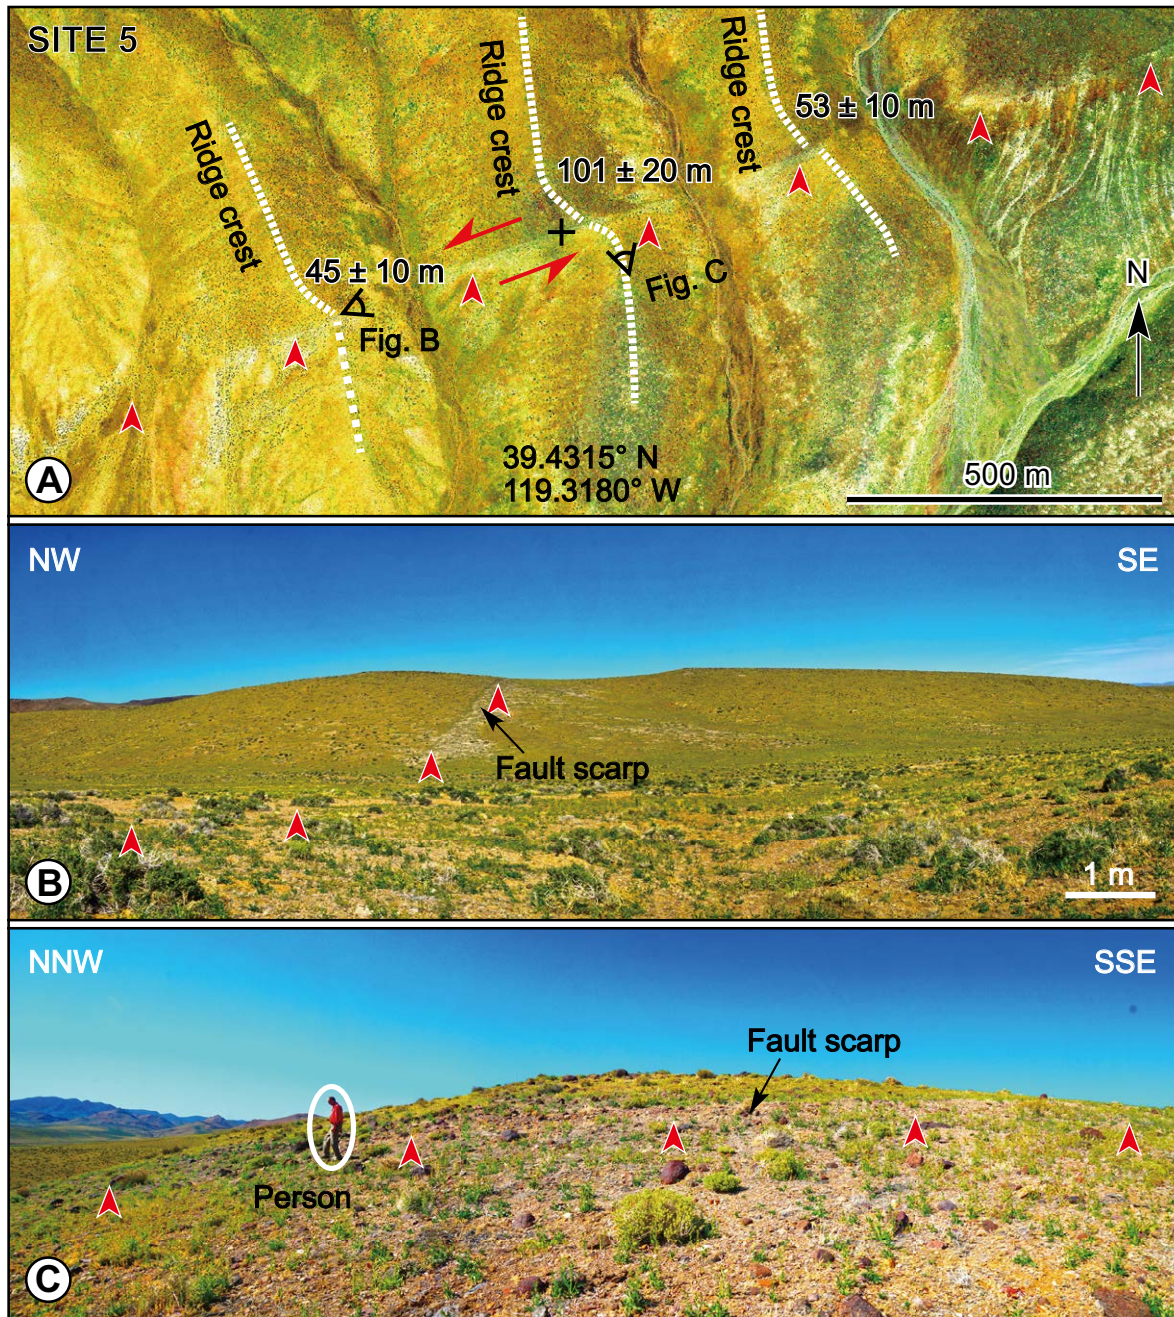 SITE 5
Ridge crest
Ridge crest
Ridge crest
53 ± 10 m
101 ± 20 m
45 ± 10 m
Fig. B
Fig. C
N
39.4315° N
119.3180° W
500 m
A
NW
SE
Fault scarp
1 m
B
NNW
SSE
Fault scarp
Person
C